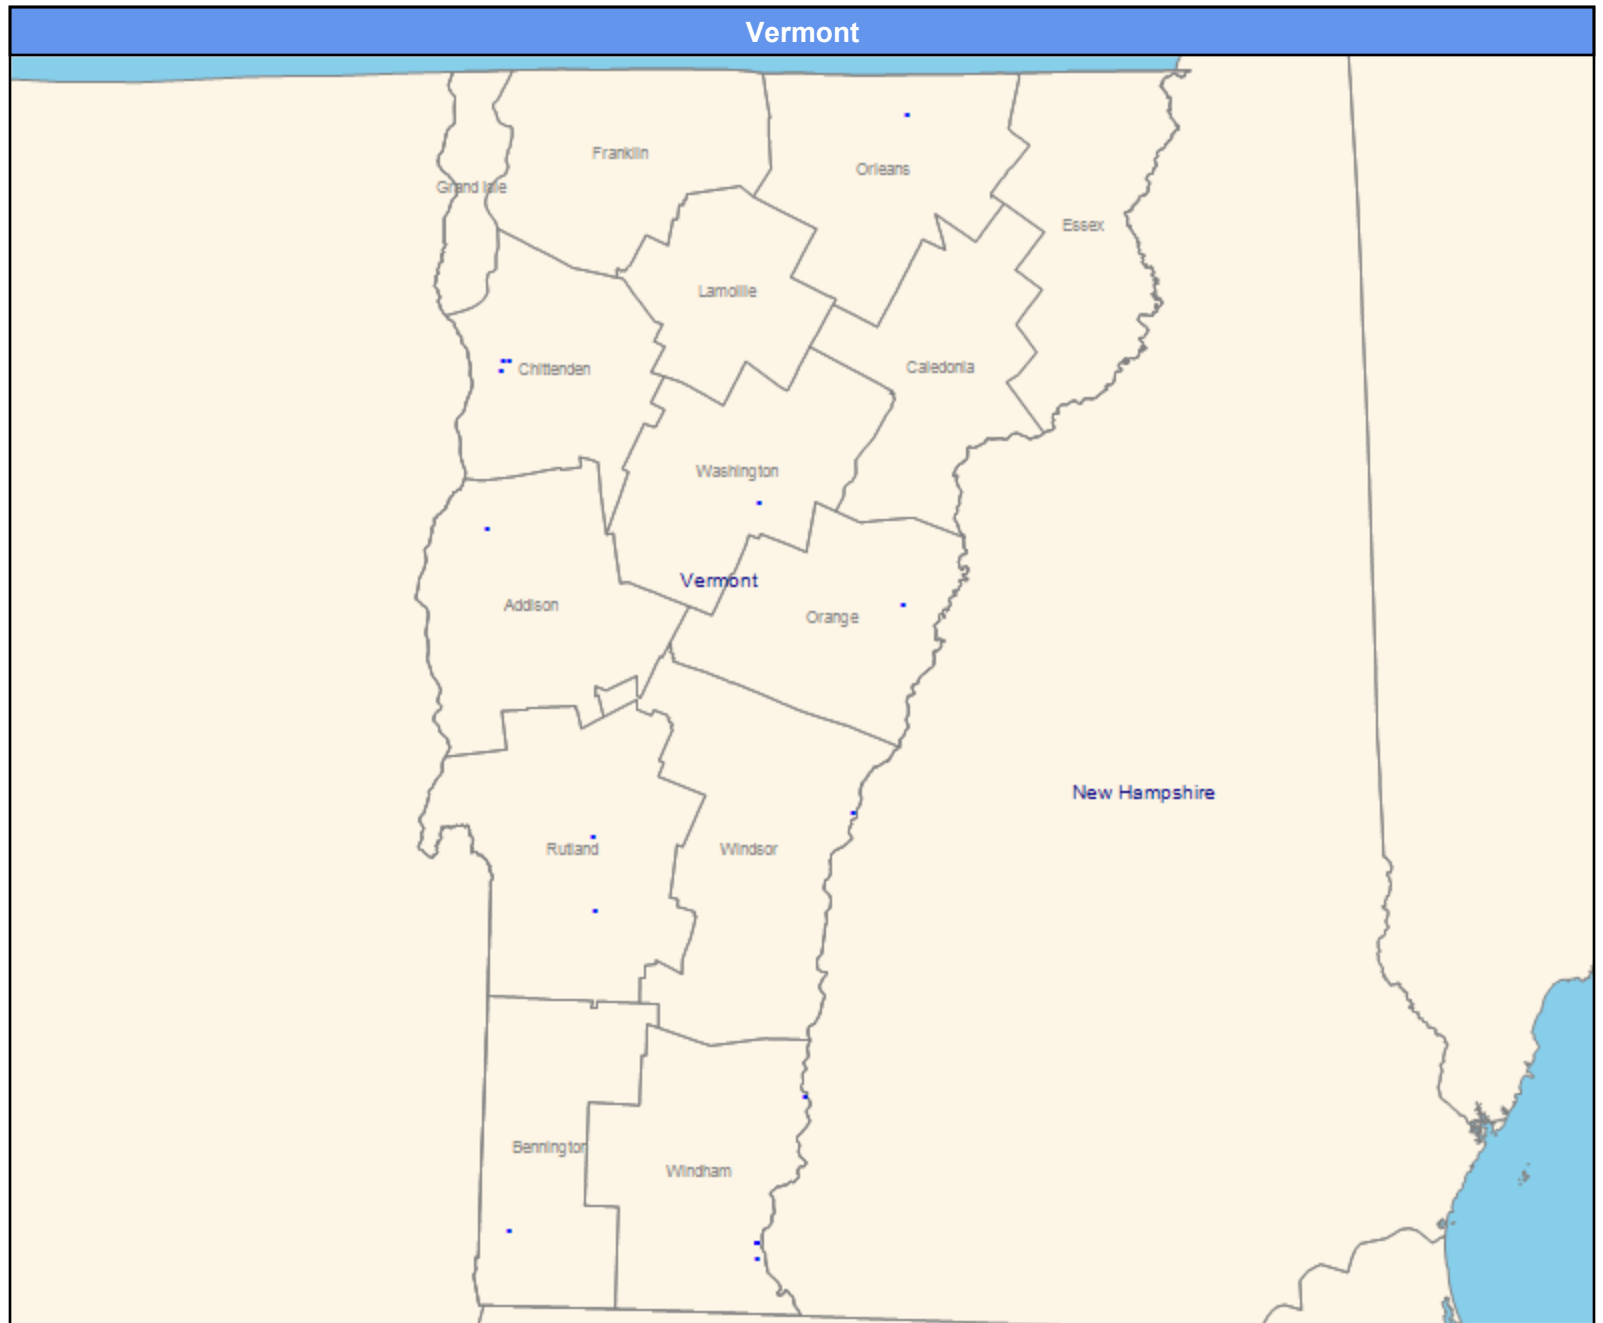 Vermont
Franklin
Orleans
Grand Isle
Essex
Lamoille
Chittenden
Caledonia
Washington
Vermont
Addison
Orange
New Hampshire
Rutland
Windsor
Bennington
Windham